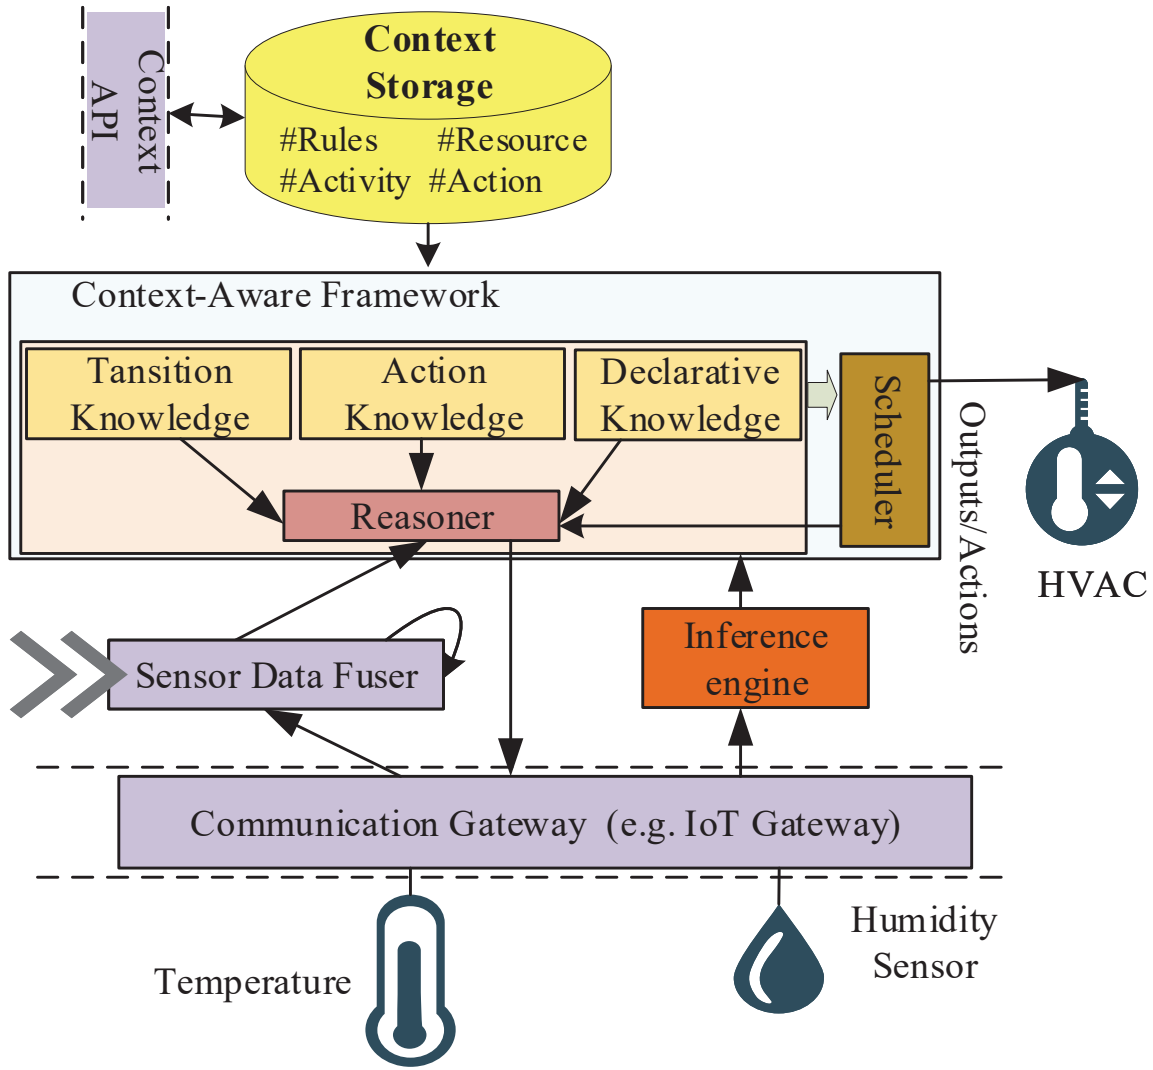 Context
API
Context
Storage
#Rules #Resource
#Activity #Action
Context-Aware Framework
Tansition
Knowledge
Action
Knowledge
Declarative
Knowledge
Scheduler
Reasoner
Outputs/Actions
HVAC
Sensor Data Fuser
Inference
engine
Communication Gateway (e.g. IoT Gateway)
Temperature
Humidity
Sensor